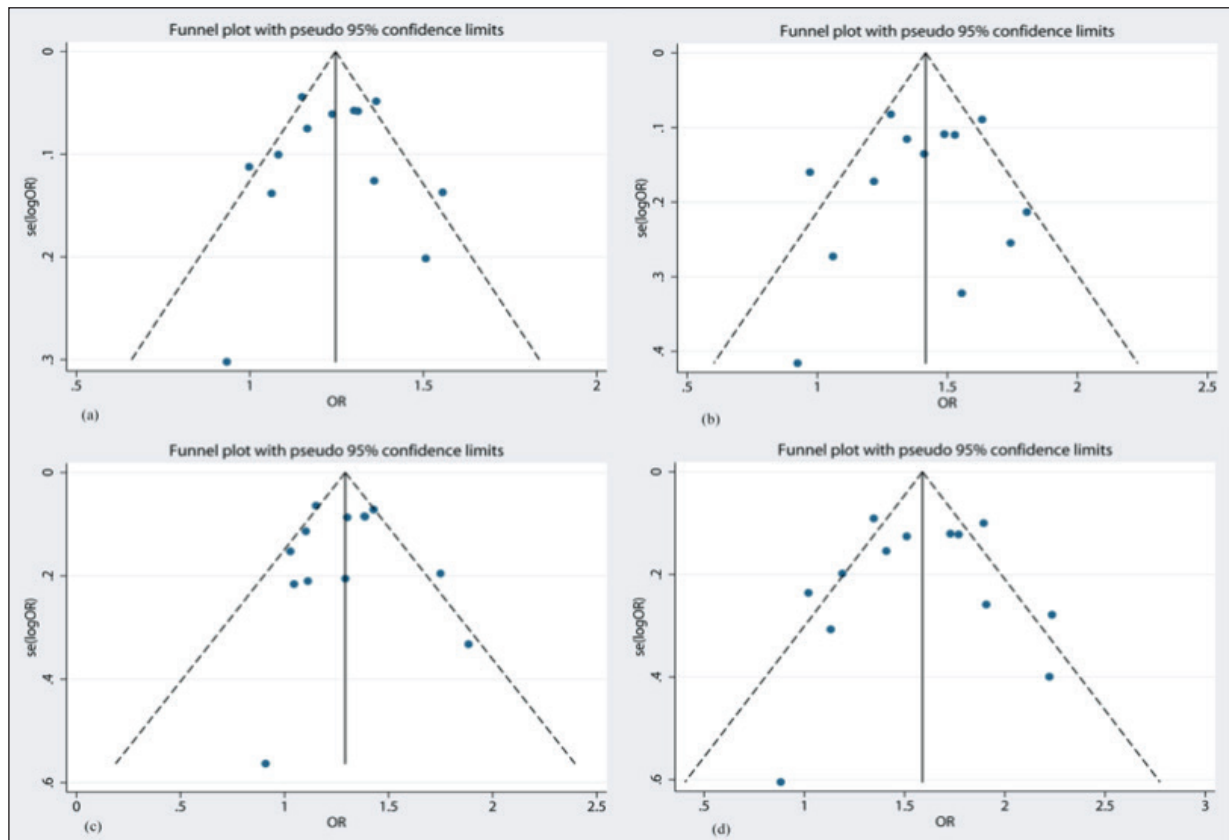 Funnel plot with pseudo 95% confidence limits
0
.1
.2
.3
se(logOR)
.5
1
1.5
2
OR
(a)
Funnel plot with pseudo 95% confidence limits
0
.1
.2
.3
.4
se(logOR)
.5
1
1.5
2
2.5
OR
(b)
Funnel plot with pseudo 95% confidence limits
0
.2
.4
.6
se(logOR)
0
.5
1
1.5
2
2.5
OR
(c)
Funnel plot with pseudo 95% confidence limits
0
.2
.4
.6
se(logOR)
.5
1
1.5
2
2.5
3
OR
(d)